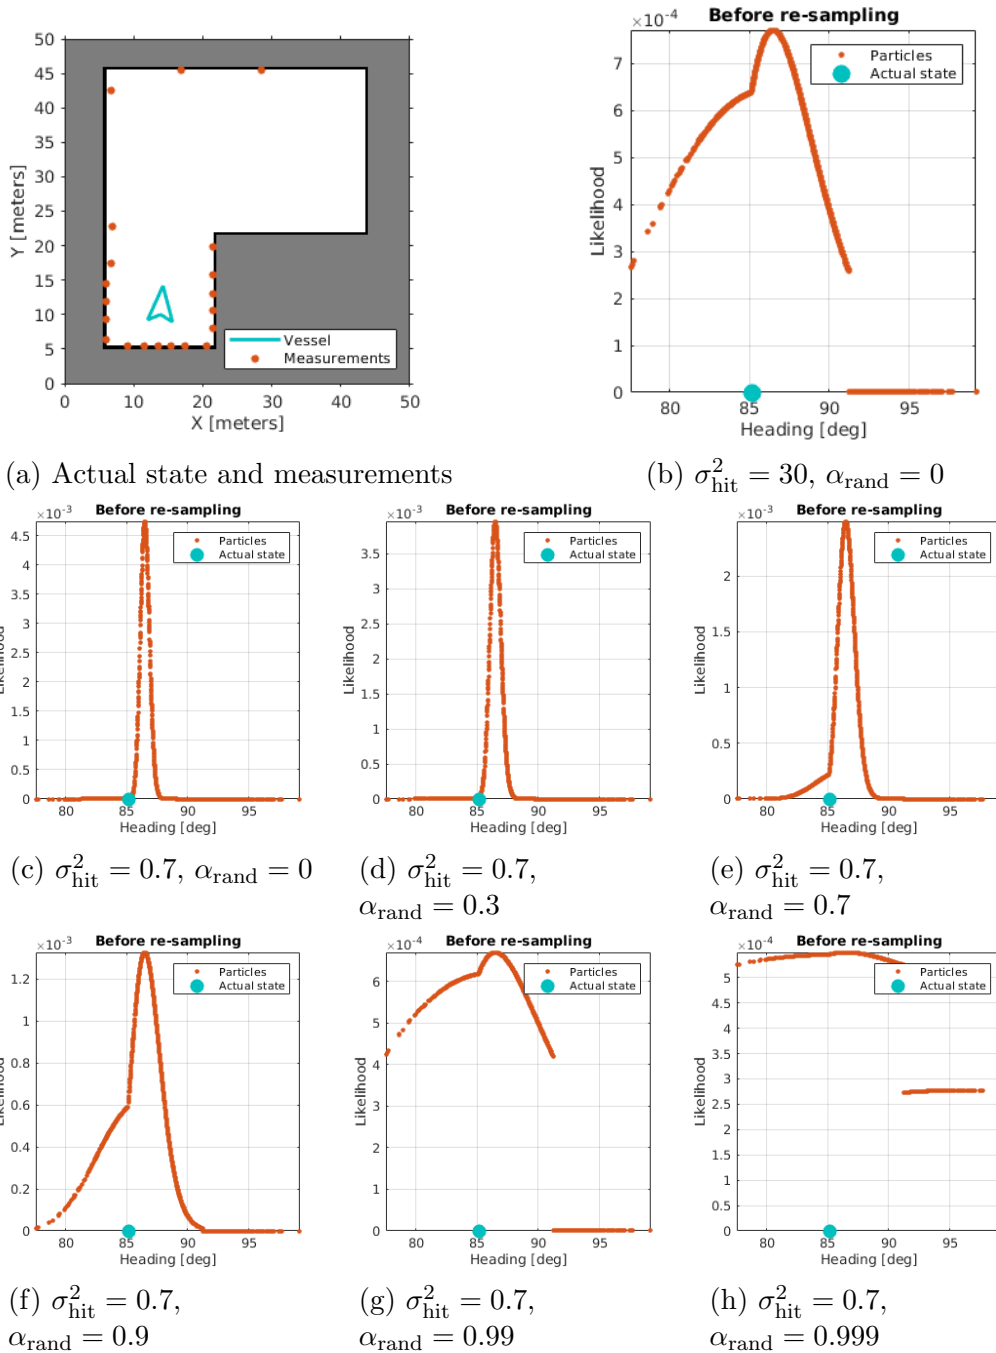 50
45
40
35
30
25
20
15
10
5
0
Y [meters]
0 10 20 30 40 50
X [meters]
Vessel
Measurements
(a) Actual state and measurements
×10⁻⁴ Before re-sampling
Particles
Actual state
7
6
5
4
3
2
1
0
Likelihood
80 85 90 95
Heading [deg]
(b) σ²hit = 30, αrand = 0
×10⁻³ Before re-sampling
Particles
Actual state
4.5
4
3.5
3
2.5
2
1.5
1
0.5
0
Likelihood
80 85 90 95
Heading [deg]
(c) σ²hit = 0.7, αrand = 0
×10⁻³ Before re-sampling
Particles
Actual state
3.5
3
2.5
2
1.5
1
0.5
0
Likelihood
80 85 90 95
Heading [deg]
(d) σ²hit = 0.7,
αrand = 0.3
×10⁻³ Before re-sampling
Particles
Actual state
2
1.5
1
0.5
0
Likelihood
80 85 90 95
Heading [deg]
(e) σ²hit = 0.7,
αrand = 0.7
×10⁻³ Before re-sampling
Particles
Actual state
1.2
1
0.8
0.6
0.4
0.2
0
Likelihood
80 85 90 95
Heading [deg]
(f) σ²hit = 0.7,
αrand = 0.9
×10⁻⁴ Before re-sampling
Particles
Actual state
6
5
4
3
2
1
0
Likelihood
80 85 90 95
Heading [deg]
(g) σ²hit = 0.7,
αrand = 0.99
×10⁻⁴ Before re-sampling
Particles
Actual state
5
4.5
4
3.5
3
2.5
2
1.5
1
0.5
0
Likelihood
80 85 90 95
Heading [deg]
(h) σ²hit = 0.7,
αrand = 0.999